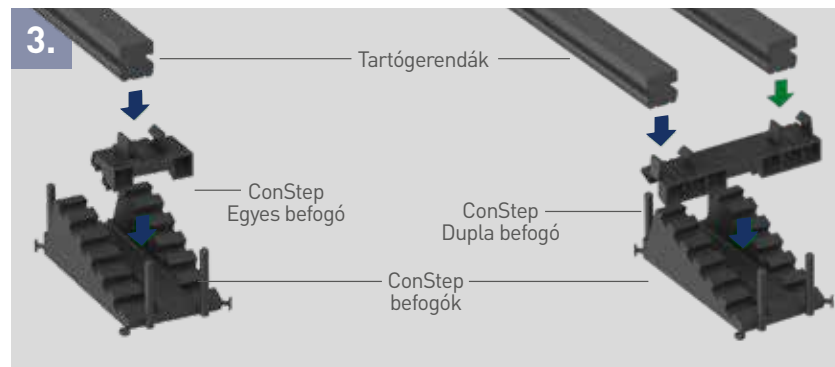 3.
Tartógerendák
ConStep
Egyes befogó
ConStep
Dupla befogó
ConStep
befogók